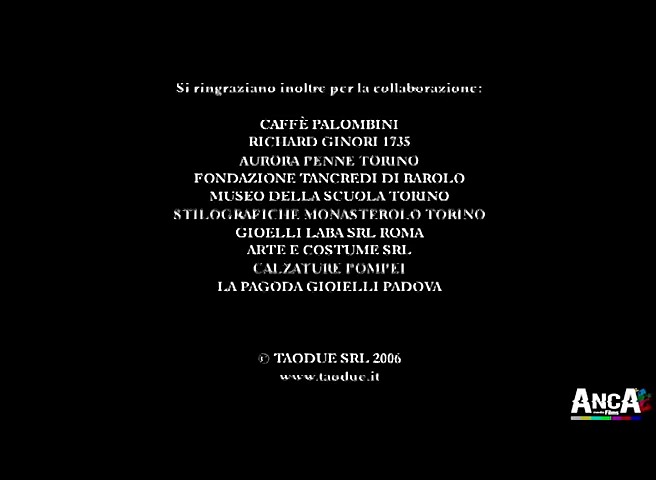 Si ringraziano inoltre per la collaborazione:
CAFFÈ PALOMBINI
RICHARD GINORI 1735
AURORA PENNE TORINO
FONDAZIONE TANCREDI DI BAROLO
MUSEO DELLA SCUOLA TORINO
STILOGRAFICHE MONASTEROLO TORINO
GIOIELLI LABA SRL ROMA
ARTE E COSTUME SRL
CALZATURE POMPEI
LA PAGODA GIOIELLI PADOVA
© TAODUE SRL 2006
www.taodue.it
ANCA
Films